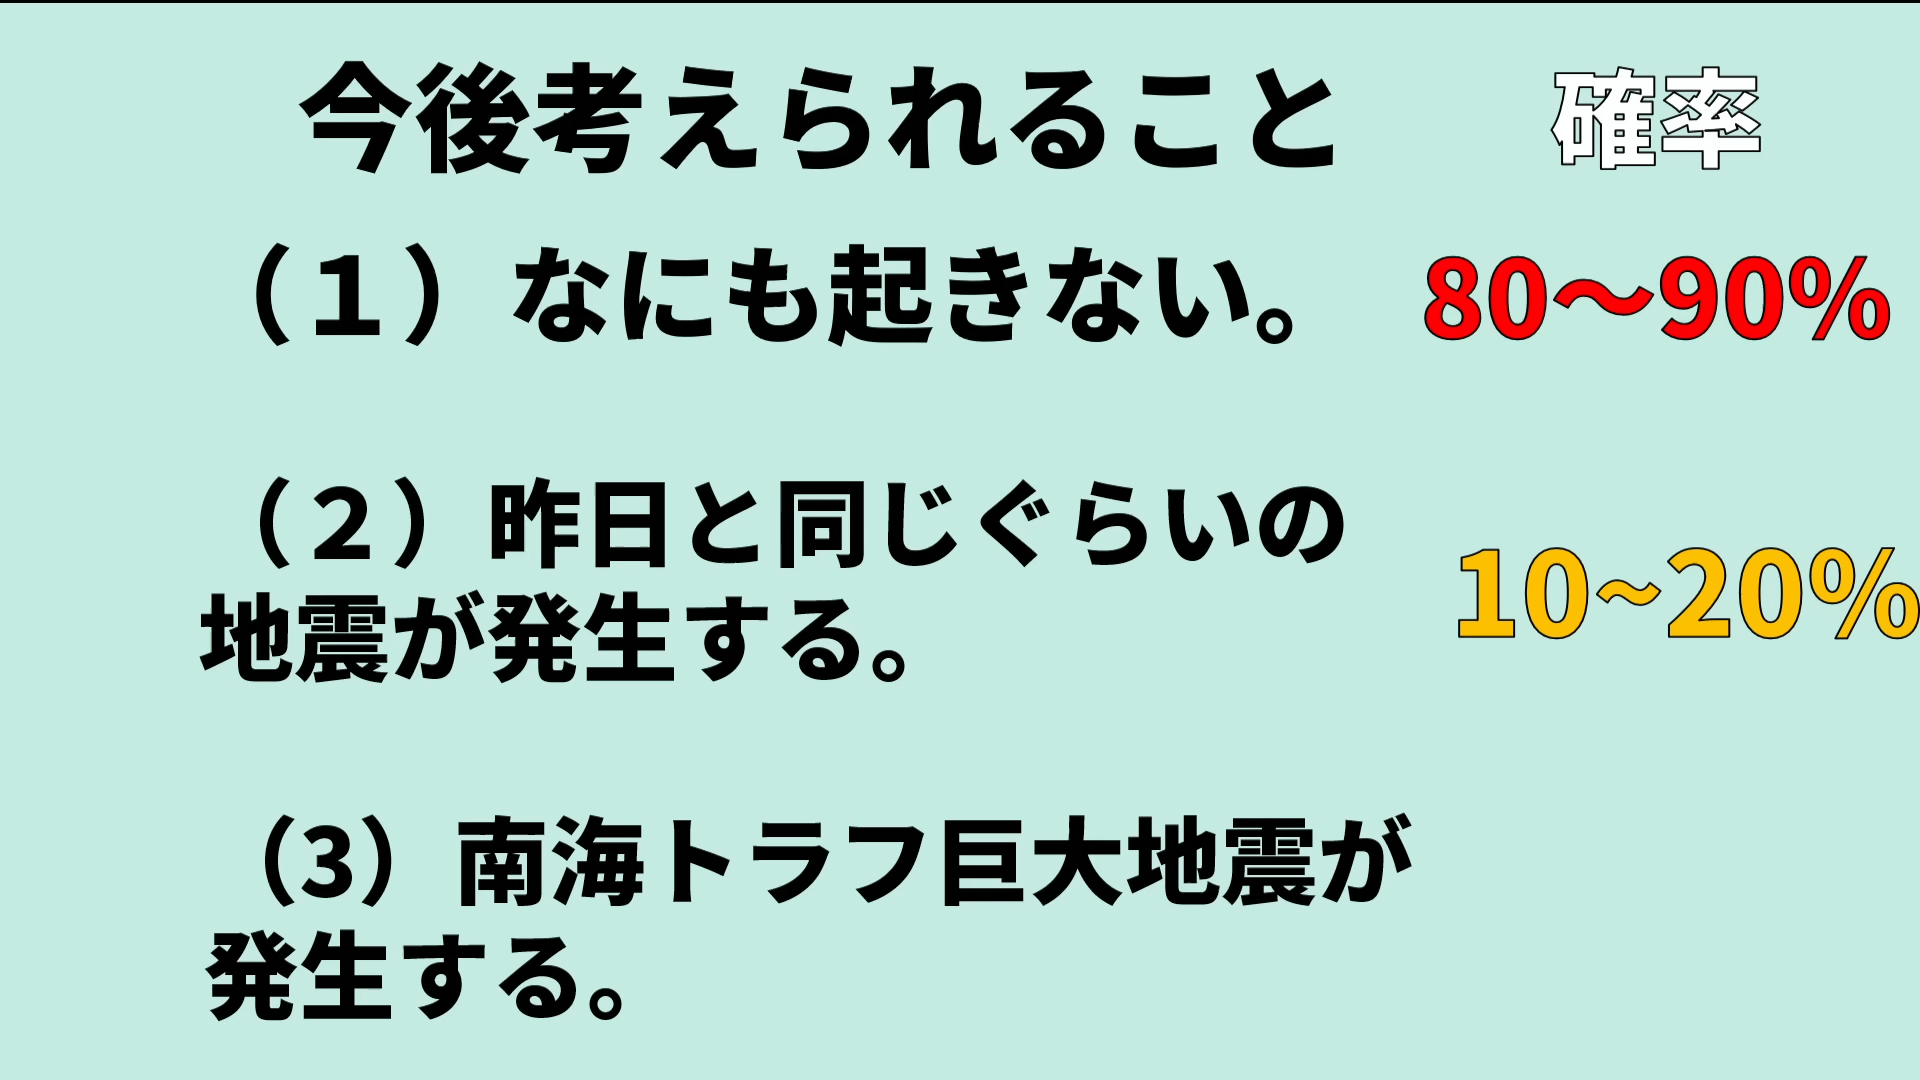 今後考えられること 確率
（１）なにも起きない。 80～90%
（２）昨日と同じぐらいの
地震が発生する。 10~20%
（3）南海トラフ巨大地震が
発生する。